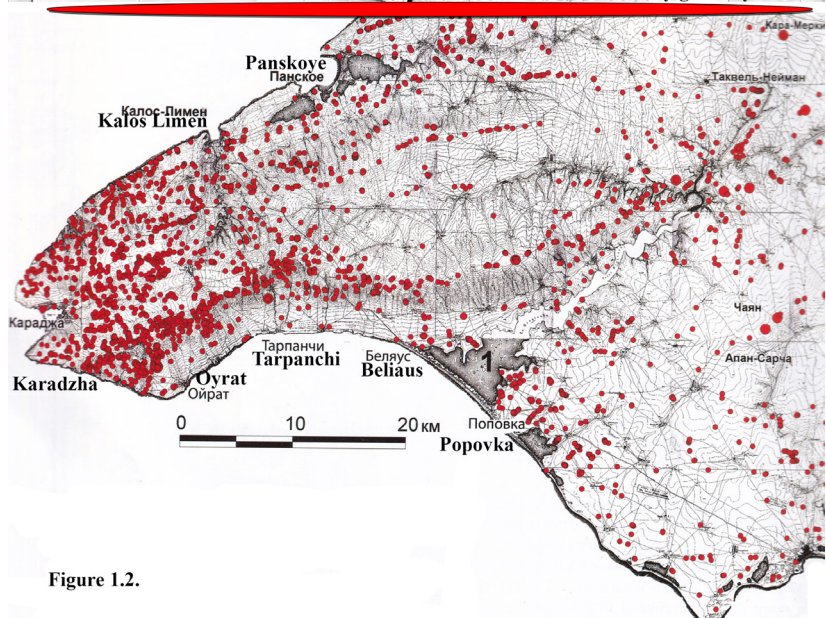 Кара-Мерки
Panskoye
Панское
Таквель-Нейман
Калос-Лимен
Kalos Limen
Чаян
Караджа
Тарпанчи
Tarpanchi
Беляус
Beliaus
1
Апан-Сарча
Karadzha
Oyrat
Ойрат
Поповка
Popovka
0 10 20 км
Figure 1.2.